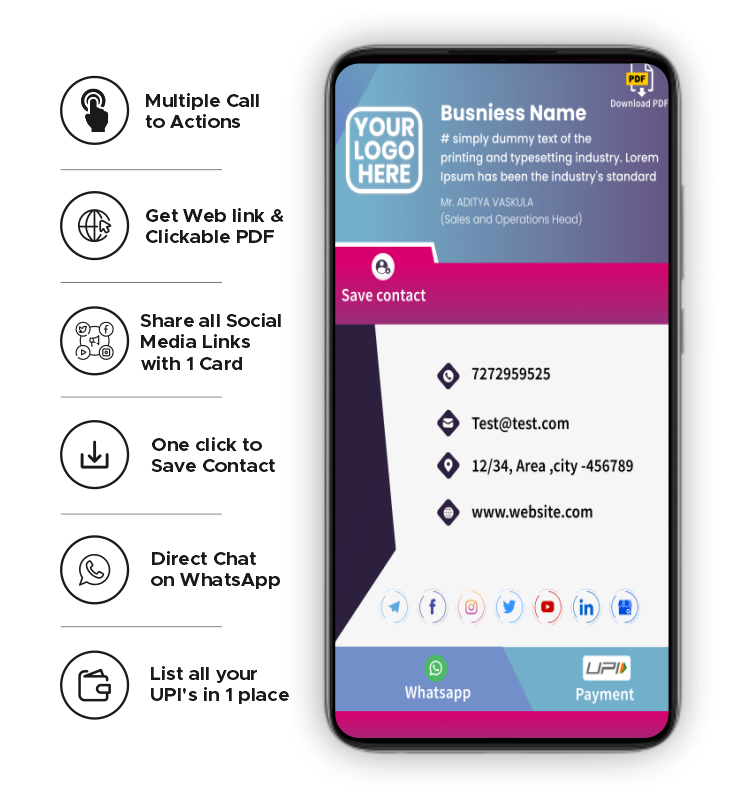 Multiple Call
to Actions
Get Web link &
Clickable PDF
Share all Social
Media Links
with 1 Card
One click to
Save Contact
Direct Chat
on WhatsApp
List all your
UPI's in 1 place
PDF
Download PDF
YOUR
LOGO
HERE
Busniess Name
# simply dummy text of the
printing and typesetting industry. Lorem
Ipsum has been the industry's standard
Mr. ADITYA VASKULA
(Sales and Operations Head)
Save contact
7272959525
Test@test.com
12/34, Area ,city -456789
www.website.com
Whatsapp
UPI
Payment